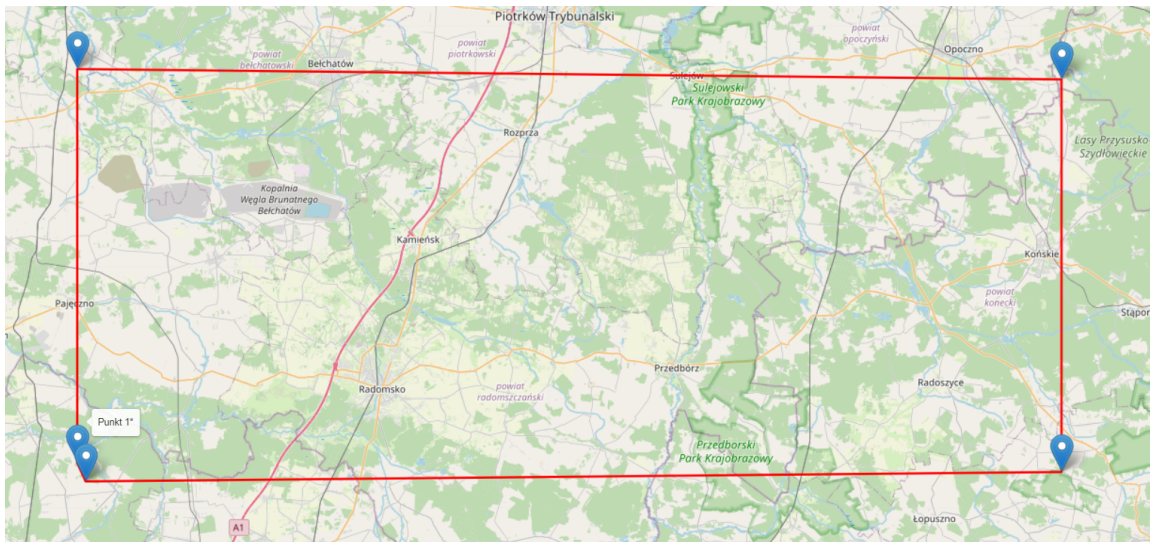 Piotrków Trybunalski
powiat
opoczyński
powiat
piotrkowski
Opoczno
powiat
bełchatowski
Bełchatów
Sulejów
Sulejowski
Park Krajobrazowy
Rozprza
Lasy Przysusko-
Szydłowieckie
Kopalnia
Węgla Brunatnego
Bełchatów
Kamieńsk
Końskie
powiat
konecki
Pajęczno
Stąpor
Przedbórz
Radomsko
powiat
radomszczański
Radoszyce
Punkt 1"
Przedborski
Park Krajobrazowy
Łopuszno
A1